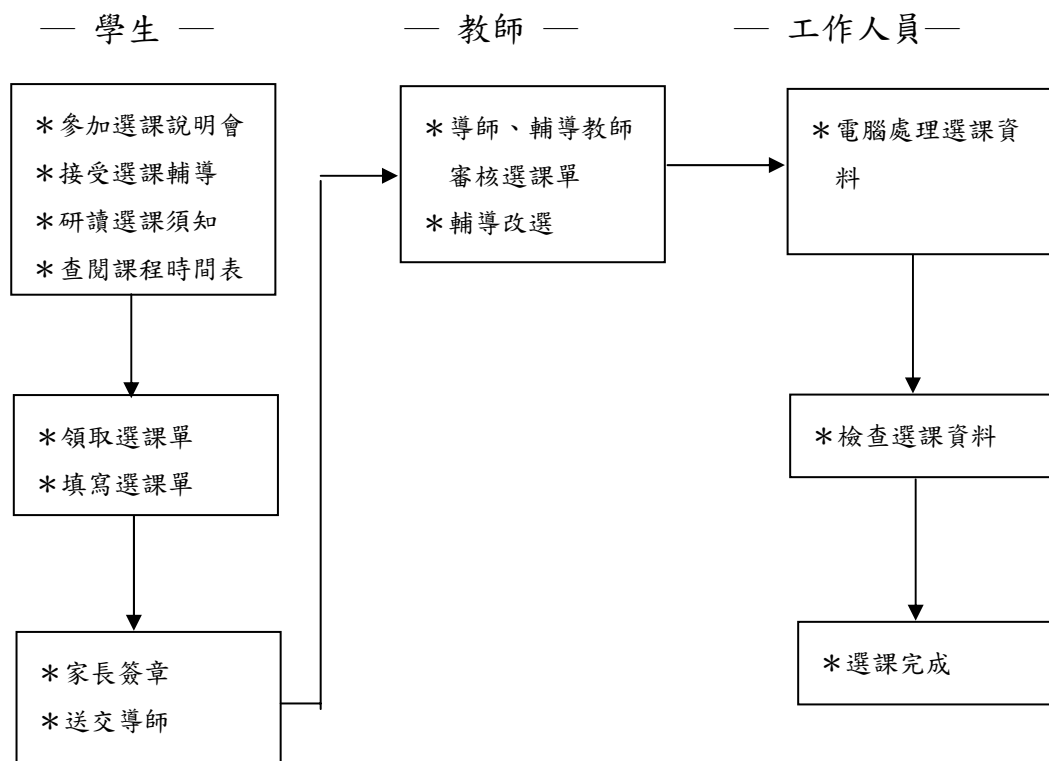 — 學生 —
— 教師 —
— 工作人員—
＊參加選課說明會
＊接受選課輔導
＊研讀選課須知
＊查閱課程時間表
＊領取選課單
＊填寫選課單
＊家長簽章
＊送交導師
＊導師、輔導教師
審核選課單
＊輔導改選
＊電腦處理選課資
料
＊檢查選課資料
＊選課完成